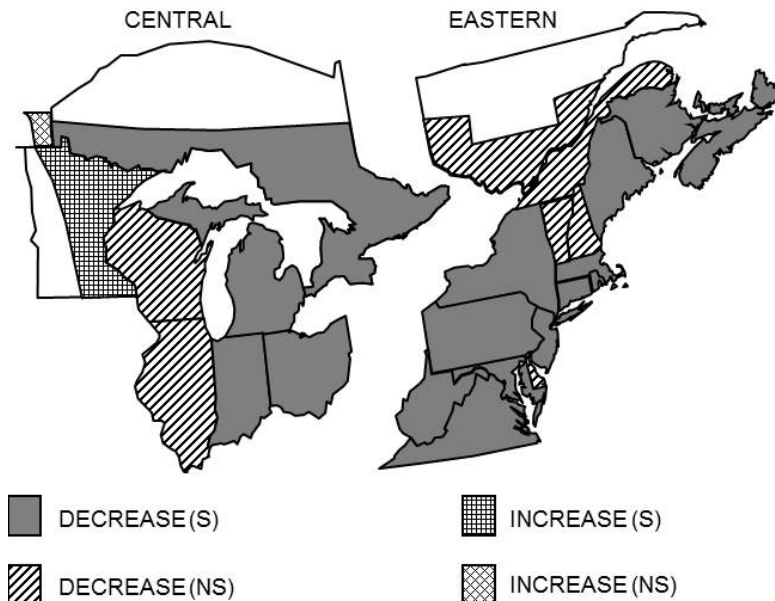 CENTRAL
EASTERN
DECREASE (S)
INCREASE (S)
DECREASE (NS)
INCREASE (NS)